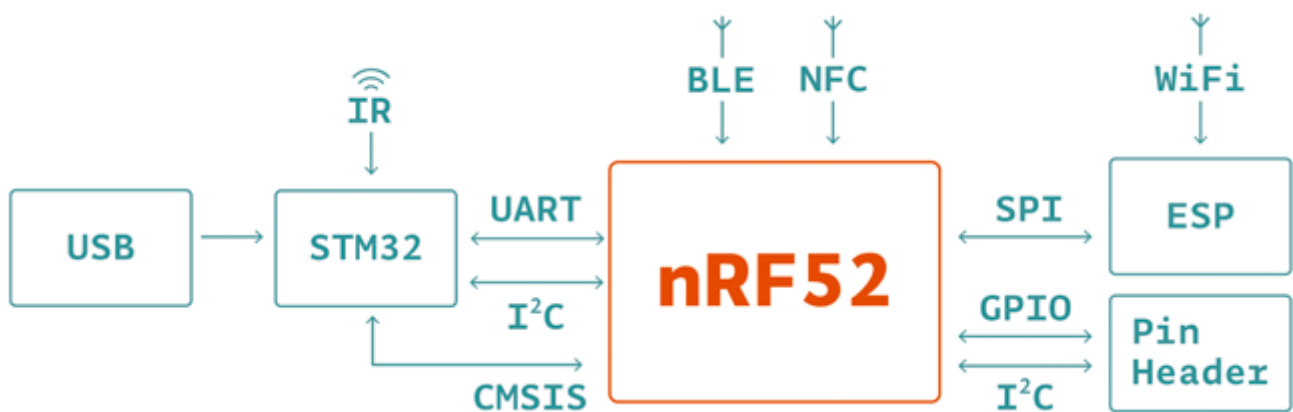 BLE
NFC
WiFi
IR
USB
STM32
UART
I²C
CMSIS
nRF52
SPI
ESP
GPIO
I²C
Pin
Header